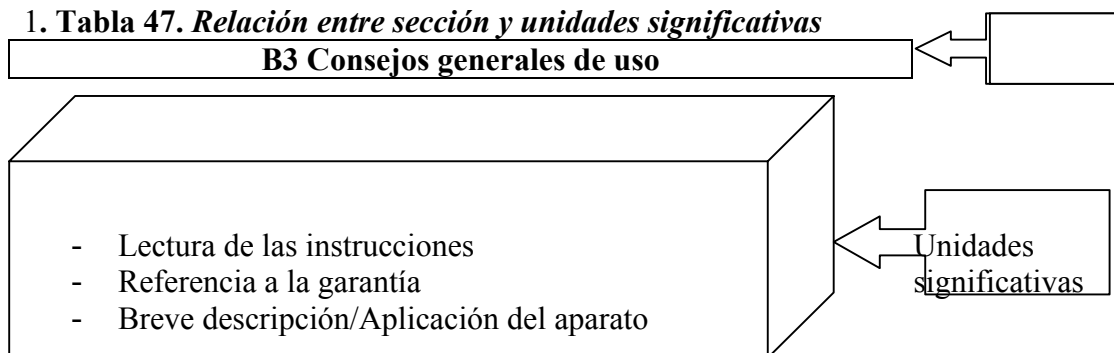 1. Tabla 47. Relación entre sección y unidades significativas
B3 Consejos generales de uso
- Lectura de las instrucciones
- Referencia a la garantía
- Breve descripción/Aplicación del aparato
Unidades
significativas